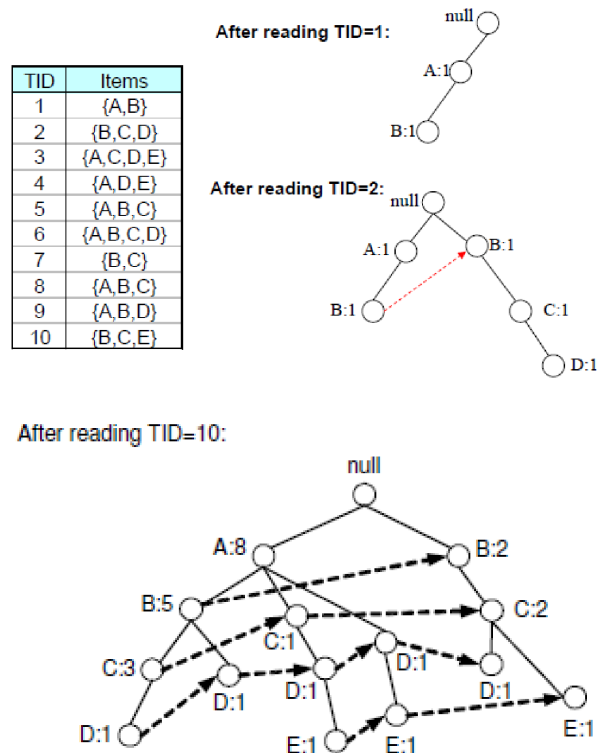 After reading TID=1:
null
A:1
B:1
TID Items
1 {A,B}
2 {B,C,D}
3 {A,C,D,E}
4 {A,D,E}
5 {A,B,C}
6 {A,B,C,D}
7 {B,C}
8 {A,B,C}
9 {A,B,D}
10 {B,C,E}
After reading TID=2:
null
A:1
B:1
B:1
C:1
D:1
After reading TID=10:
null
A:8
B:2
B:5
C:1
C:2
C:3
D:1
D:1
D:1
D:1
D:1
E:1
E:1
E:1